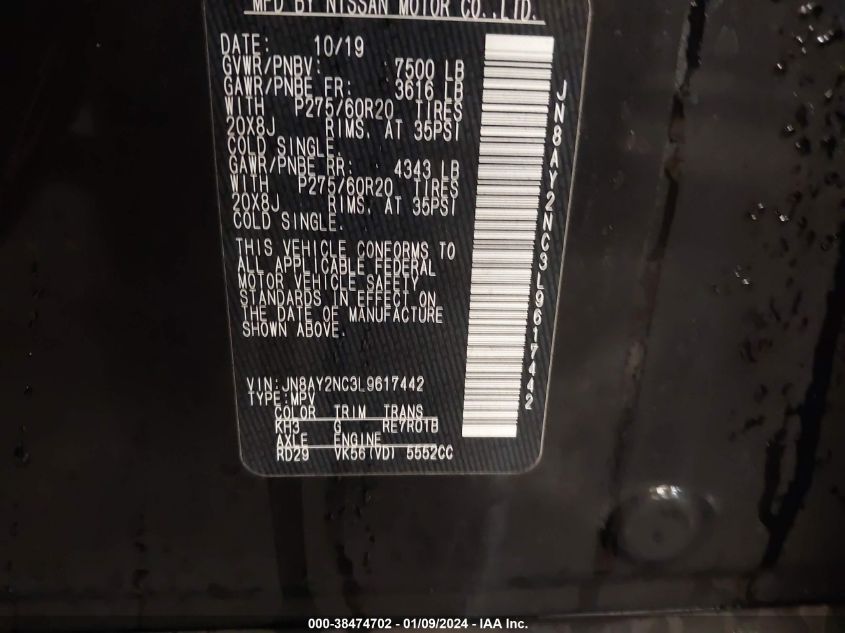 MFD BY NISSAN MOTOR CO.,LTD.
DATE: 10/19
GVWR/PNBV: 7500 LB
GAWR/PNBE FR: 3616 LB
WITH P275/60R20 TIRES
20X8J RIMS, AT 35PSI
COLD SINGLE.
GAWR/PNBE RR: 4343 LB
WITH P275/60R20 TIRES
20X8J RIMS, AT 35PSI
COLD SINGLE.
THIS VEHICLE CONFORMS TO
ALL APPLICABLE FEDERAL
MOTOR VEHICLE SAFETY
STANDARDS IN EFFECT ON
THE DATE OF MANUFACTURE
SHOWN ABOVE.
VIN:JN8AY2NC3L9617442
TYPE:MPV
COLOR TRIM TRANS
KH3 G RE7R01B
AXLE ENGINE
RD29 VK56(VD) 5552CC
JN8AY2NC3L9617442
000-38474702 - 01/09/2024 - IAA Inc.